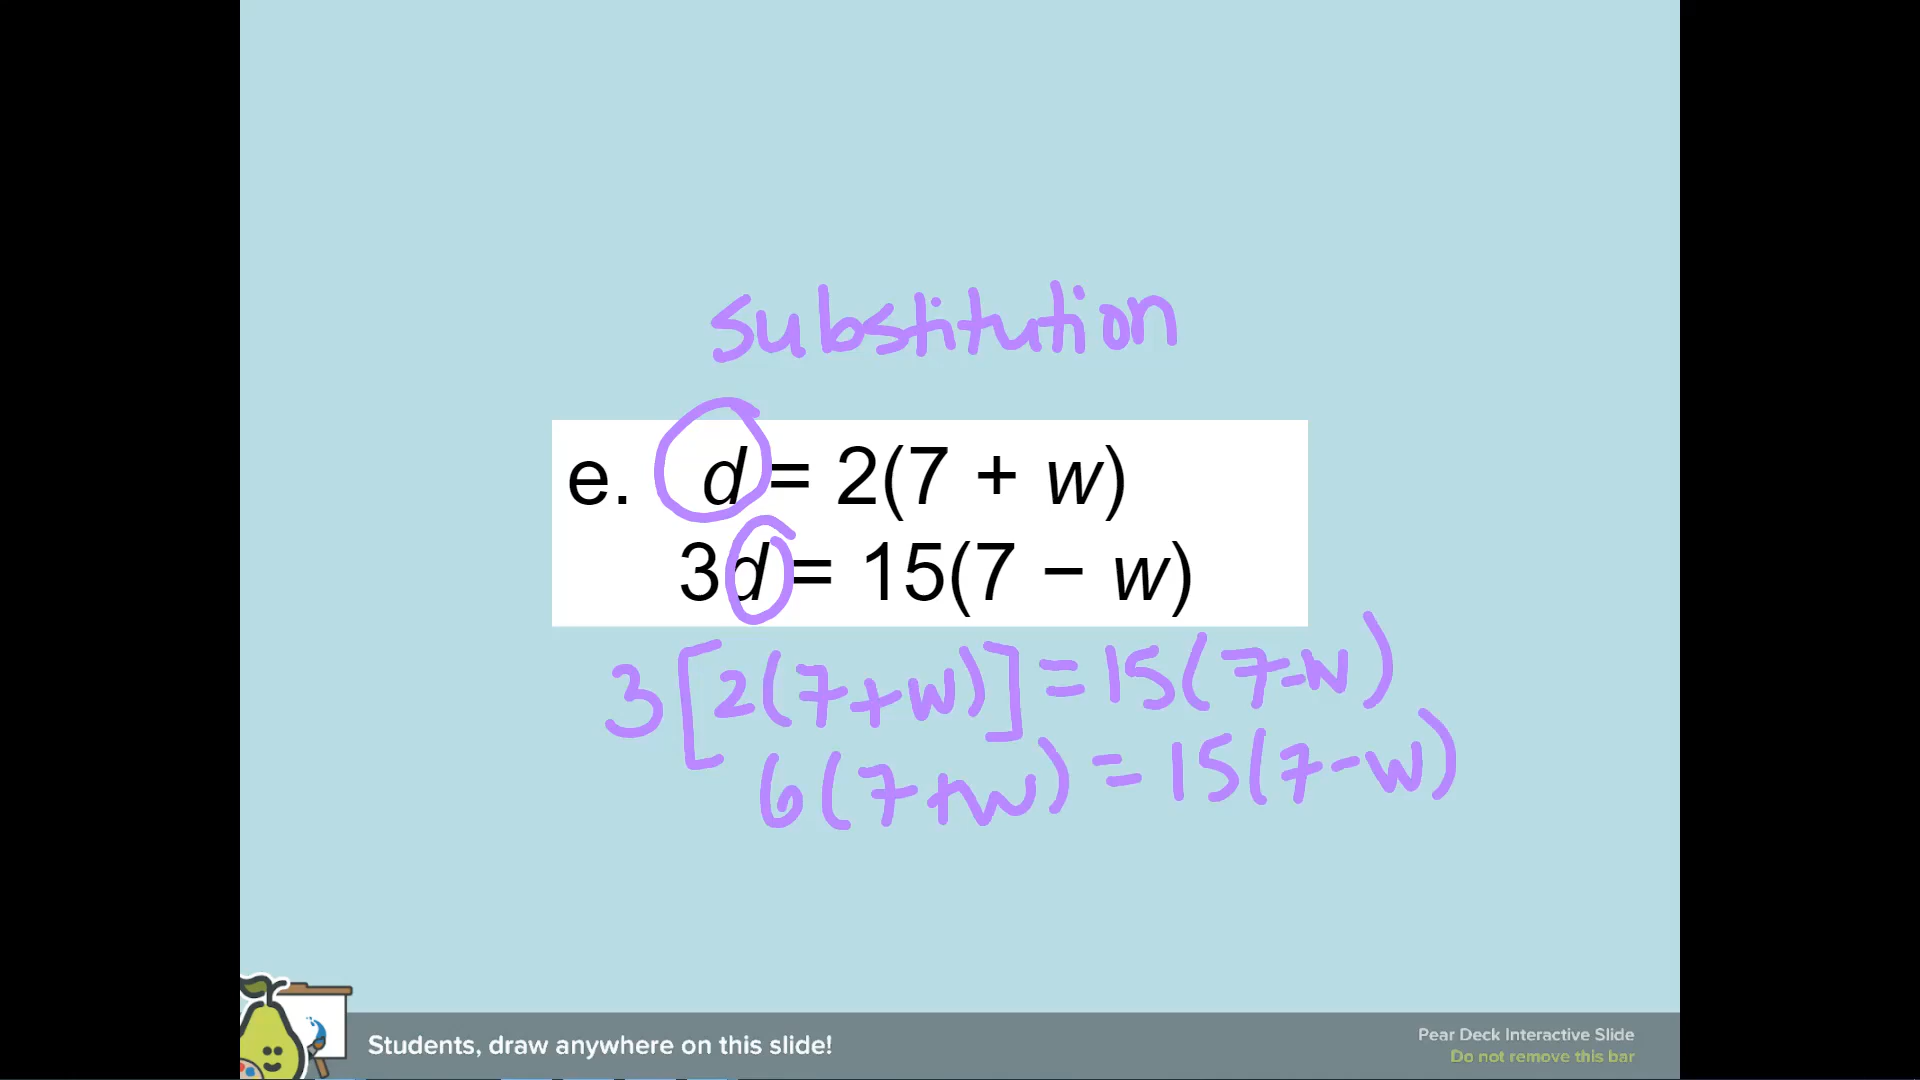 substitution
e. d = 2(7 + w)
3d = 15(7 − w)
3[2(7+w)]=15(7-w)
6(7+w)=15(7-w)
Students, draw anywhere on this slide!
Pear Deck Interactive Slide
Do not remove this bar